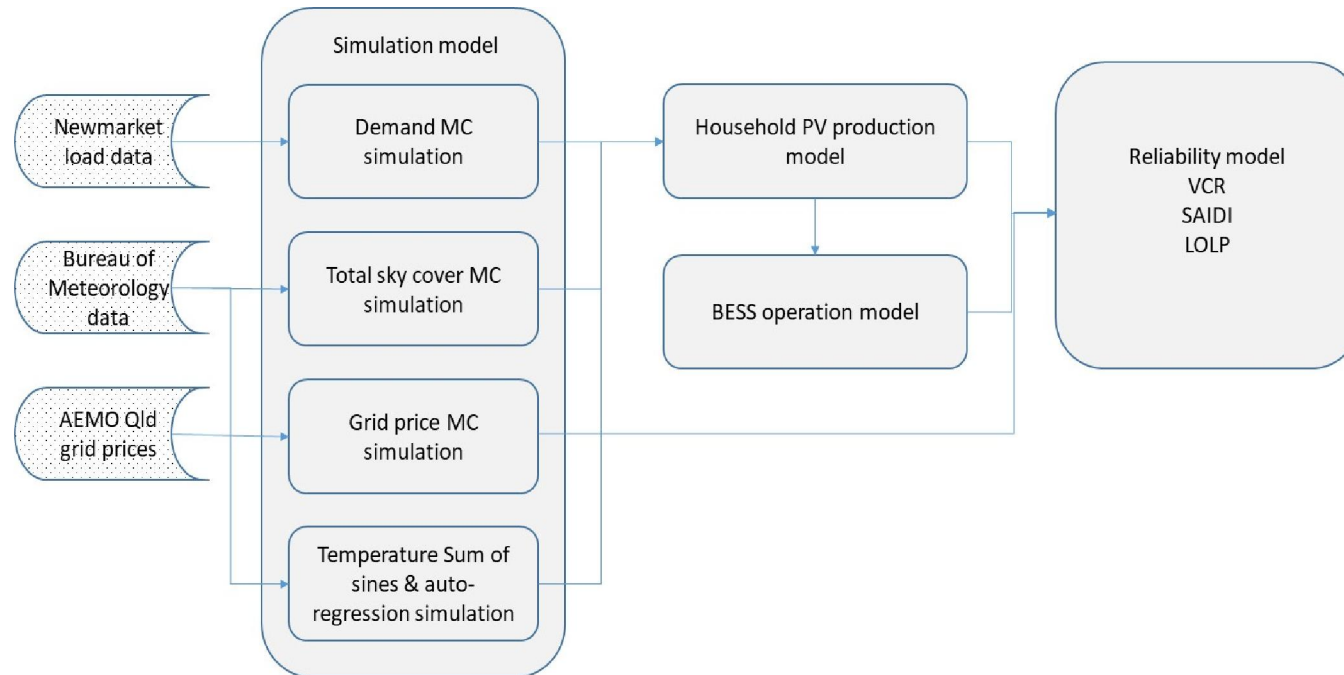 Simulation model
Newmarket
load data
Demand MC
simulation
Household PV production
model
Reliability model
VCR
SAIDI
LOLP
Bureau of
Meteorology
data
Total sky cover MC
simulation
BESS operation model
AEMO Qld
grid prices
Grid price MC
simulation
Temperature Sum of
sines & auto-
regression simulation